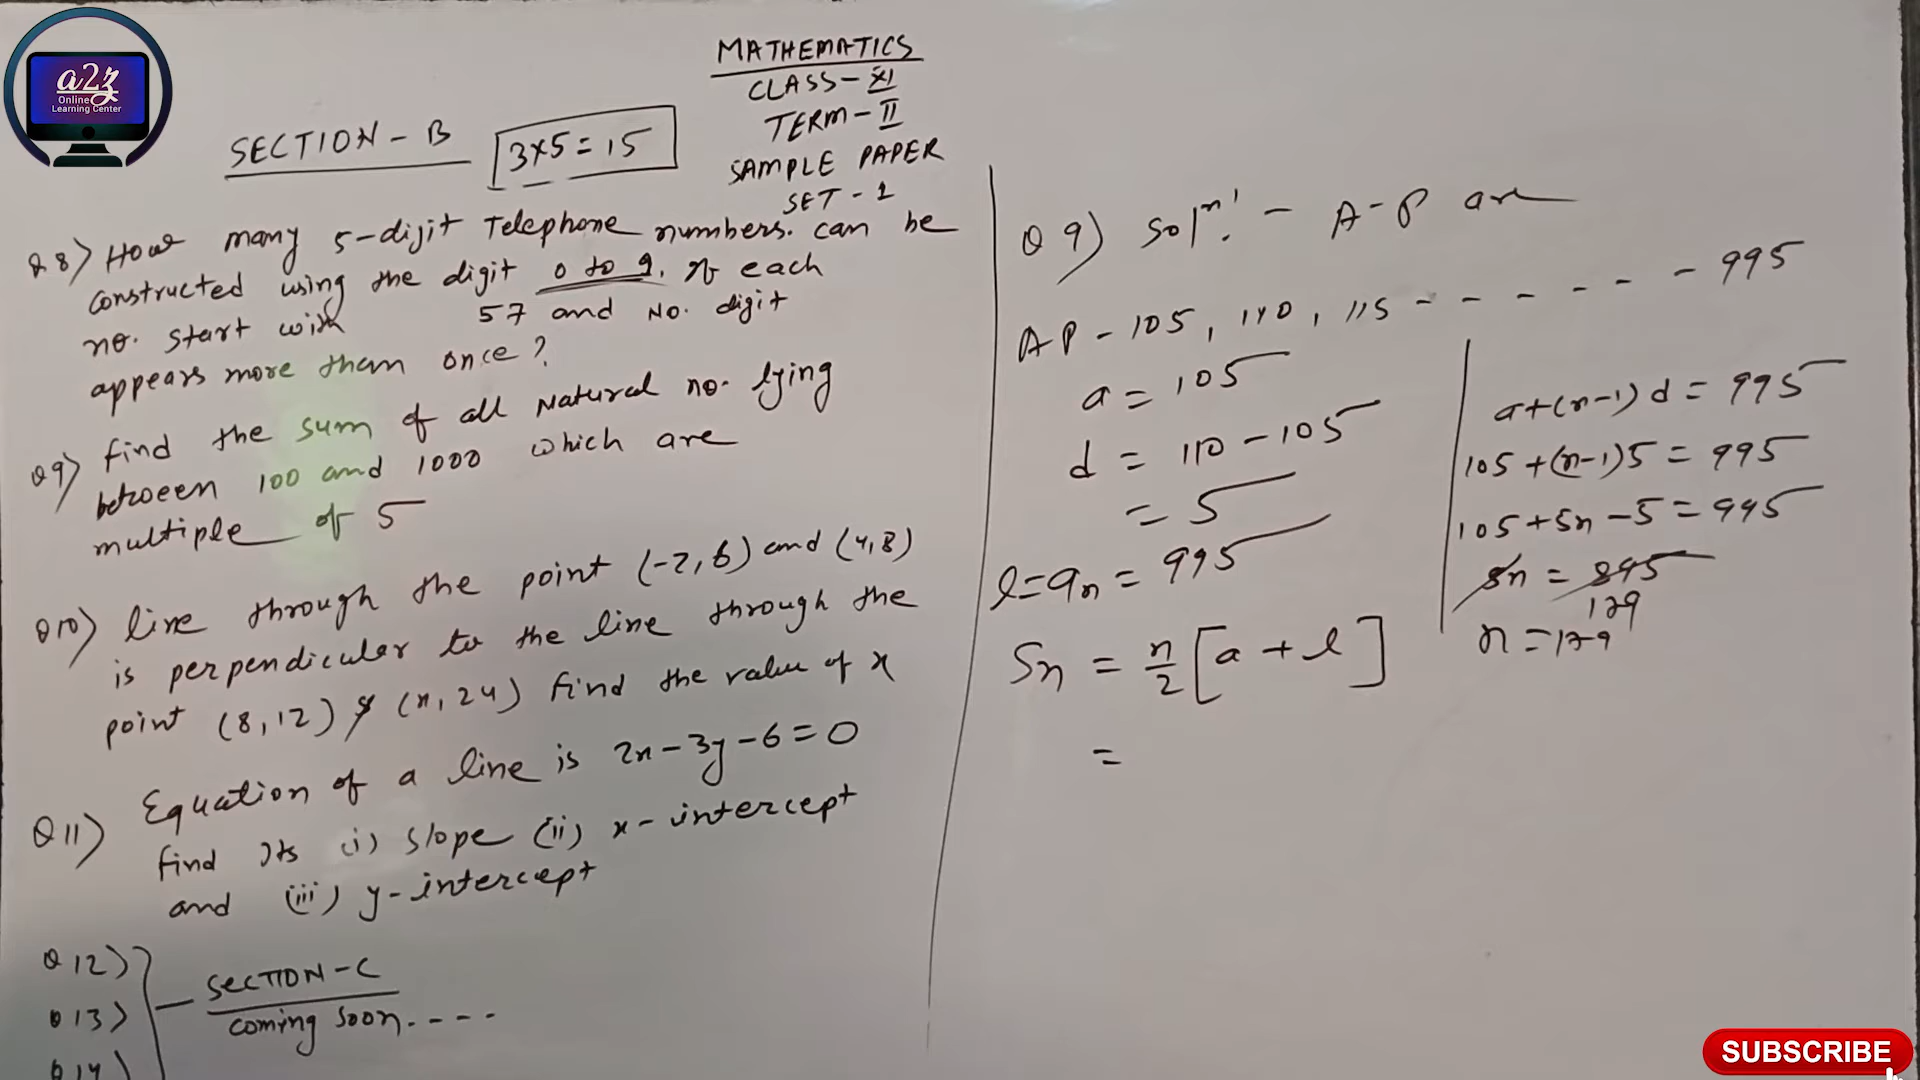 a2z
Online
Learning Center
MATHEMATICS
CLASS - XI
TERM - II
SAMPLE PAPER
SET - 1
SECTION - B 3×5=15
Q8) How many 5-digit Telephone numbers. can be
constructed using the digit 0 to 9. If each
no. start with 57 and No. digit
appears more than once?
Q9) find the sum of all Natural no. lying
between 100 and 1000 which are
multiple of 5
Q10) line through the point (-2,6) and (4,8)
is perpendicular to the line through the
point (8,12) & (x,24) find the value of x
Q11) Equation of a line is 2x-3y-6=0
find Its (i) slope (ii) x-intercept
and (iii) y-intercept
Q12)
Q13)
Q14)
- SECTION-C
coming soon.----
Q9) Solⁿ: - A-P are
AP - 105, 110, 115 - - - - - - 995
a = 105
d = 110 - 105
= 5
l = aₙ = 995
Sₙ = n/2 [a + l]
=
a+(n-1)d = 995
105+(n-1)5 = 995
105+5n-5 = 995
5n = 895
179
n = 179
SUBSCRIBE